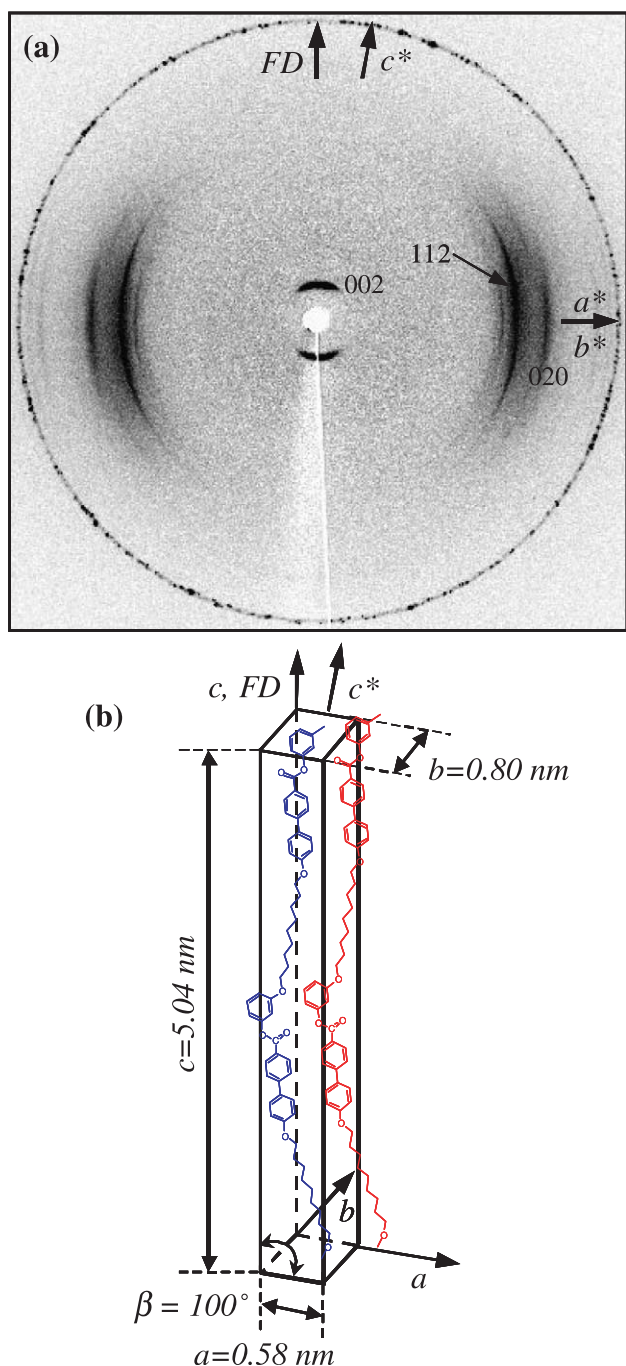 (a)
FD
c*
002
112
a*
b*
020
(b)
c, FD
c*
b=0.80 nm
c=5.04 nm
O
O
C
O
O
O
O
O
C
O
O
O
O
C
O
O
O
O
O
C
O
O
O
b
a
β = 100°
a=0.58 nm